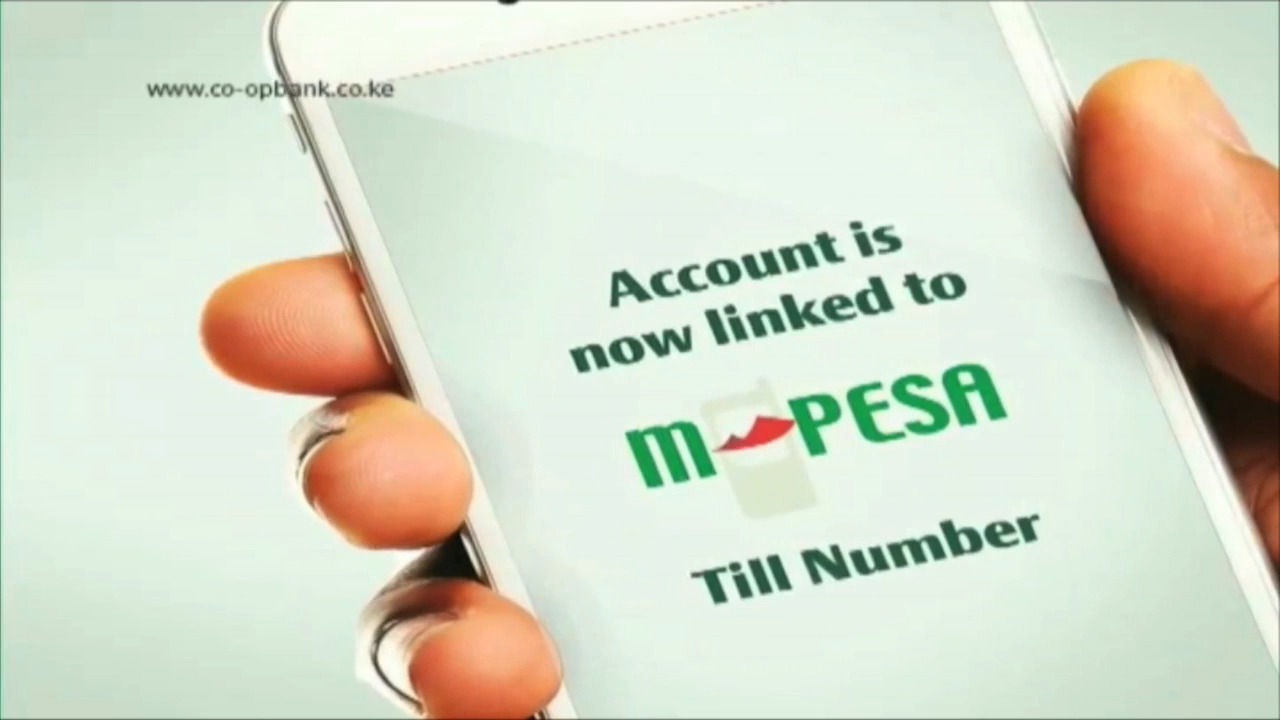 www.co-opbank.co.ke
Account is
now linked to
m-PESA
Till Number